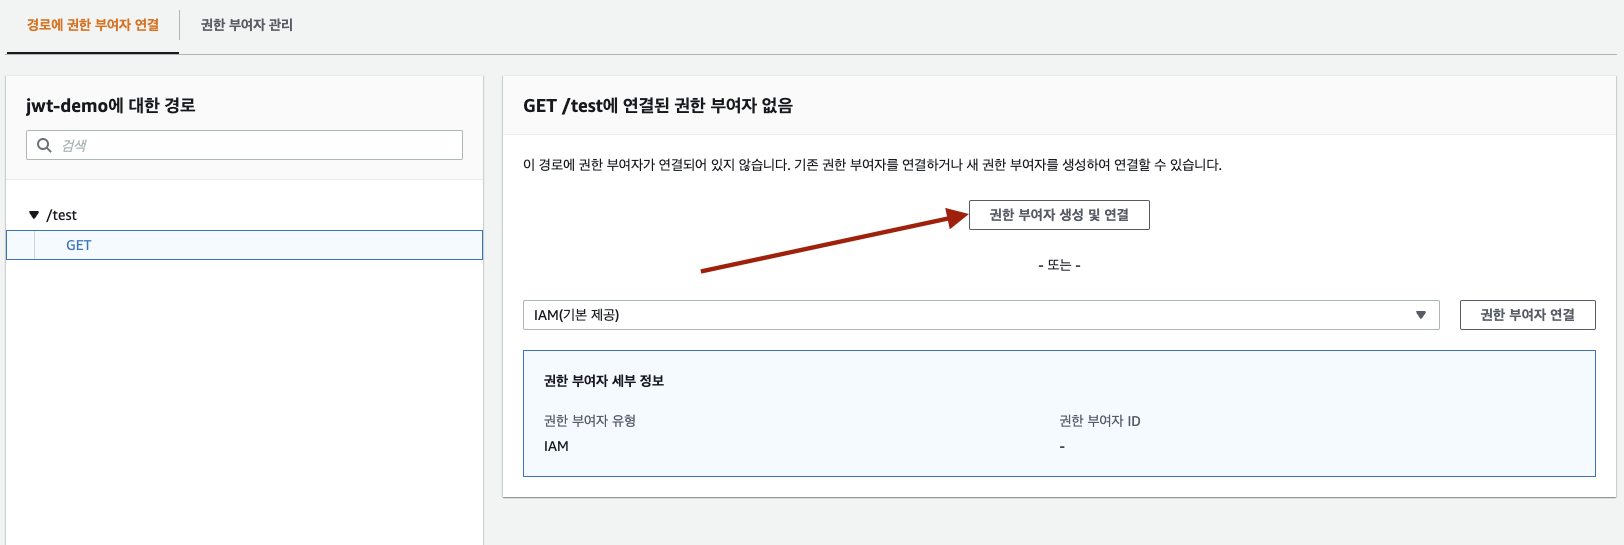 경로에 권한 부여자 연결
권한 부여자 관리
jwt-demo에 대한 경로
검색
▼ /test
GET
GET /test에 연결된 권한 부여자 없음
이 경로에 권한 부여자가 연결되어 있지 않습니다. 기존 권한 부여자를 연결하거나 새 권한 부여자를 생성하여 연결할 수 있습니다.
권한 부여자 생성 및 연결
- 또는 -
IAM(기본 제공)
권한 부여자 연결
권한 부여자 세부 정보
권한 부여자 유형
IAM
권한 부여자 ID
-